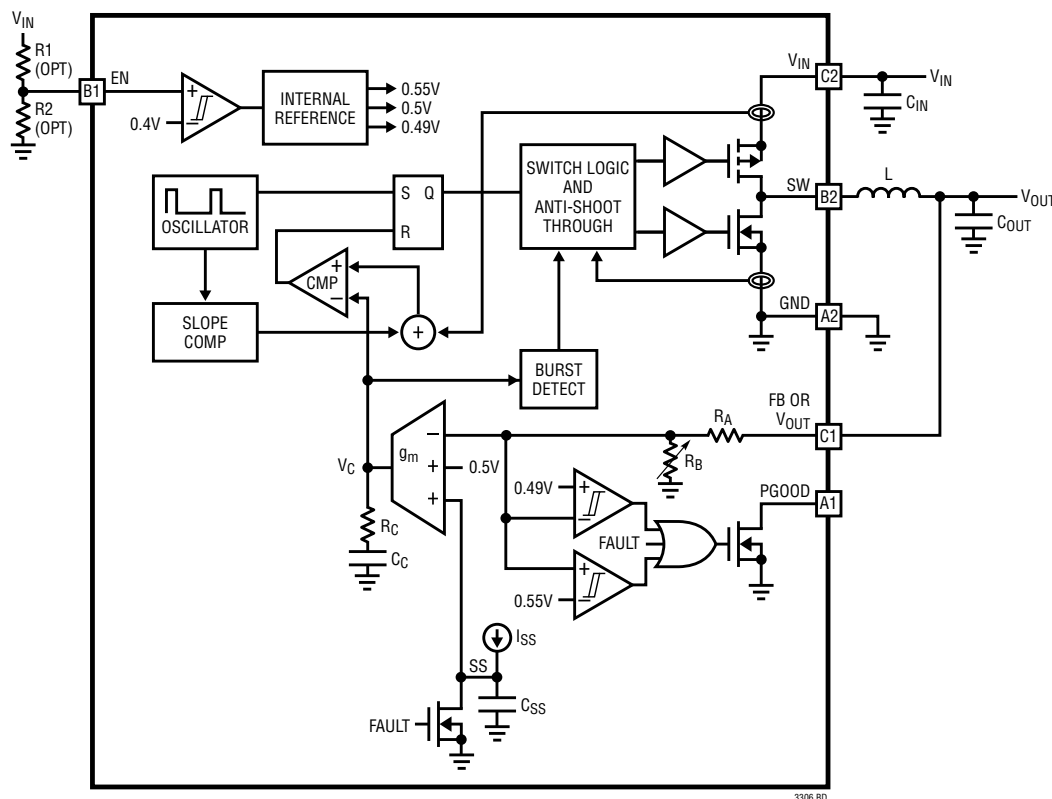 VIN
R1
(OPT)
R2
(OPT)
B1
EN
+
–
0.4V
INTERNAL
REFERENCE
0.55V
0.5V
0.49V
VIN
C2
VIN
CIN
OSCILLATOR
S Q
R
SWITCH LOGIC
AND
ANTI-SHOOT
THROUGH
SW
B2
L
VOUT
COUT
CMP
+
–
SLOPE
COMP
+
BURST
DETECT
GND
A2
FB OR
VOUT
C1
RA
RB
VC
gm
–
+
+
0.5V
RC
CC
0.49V
+
–
FAULT
+
–
0.55V
PGOOD
A1
ISS
SS
CSS
FAULT
3306 BD